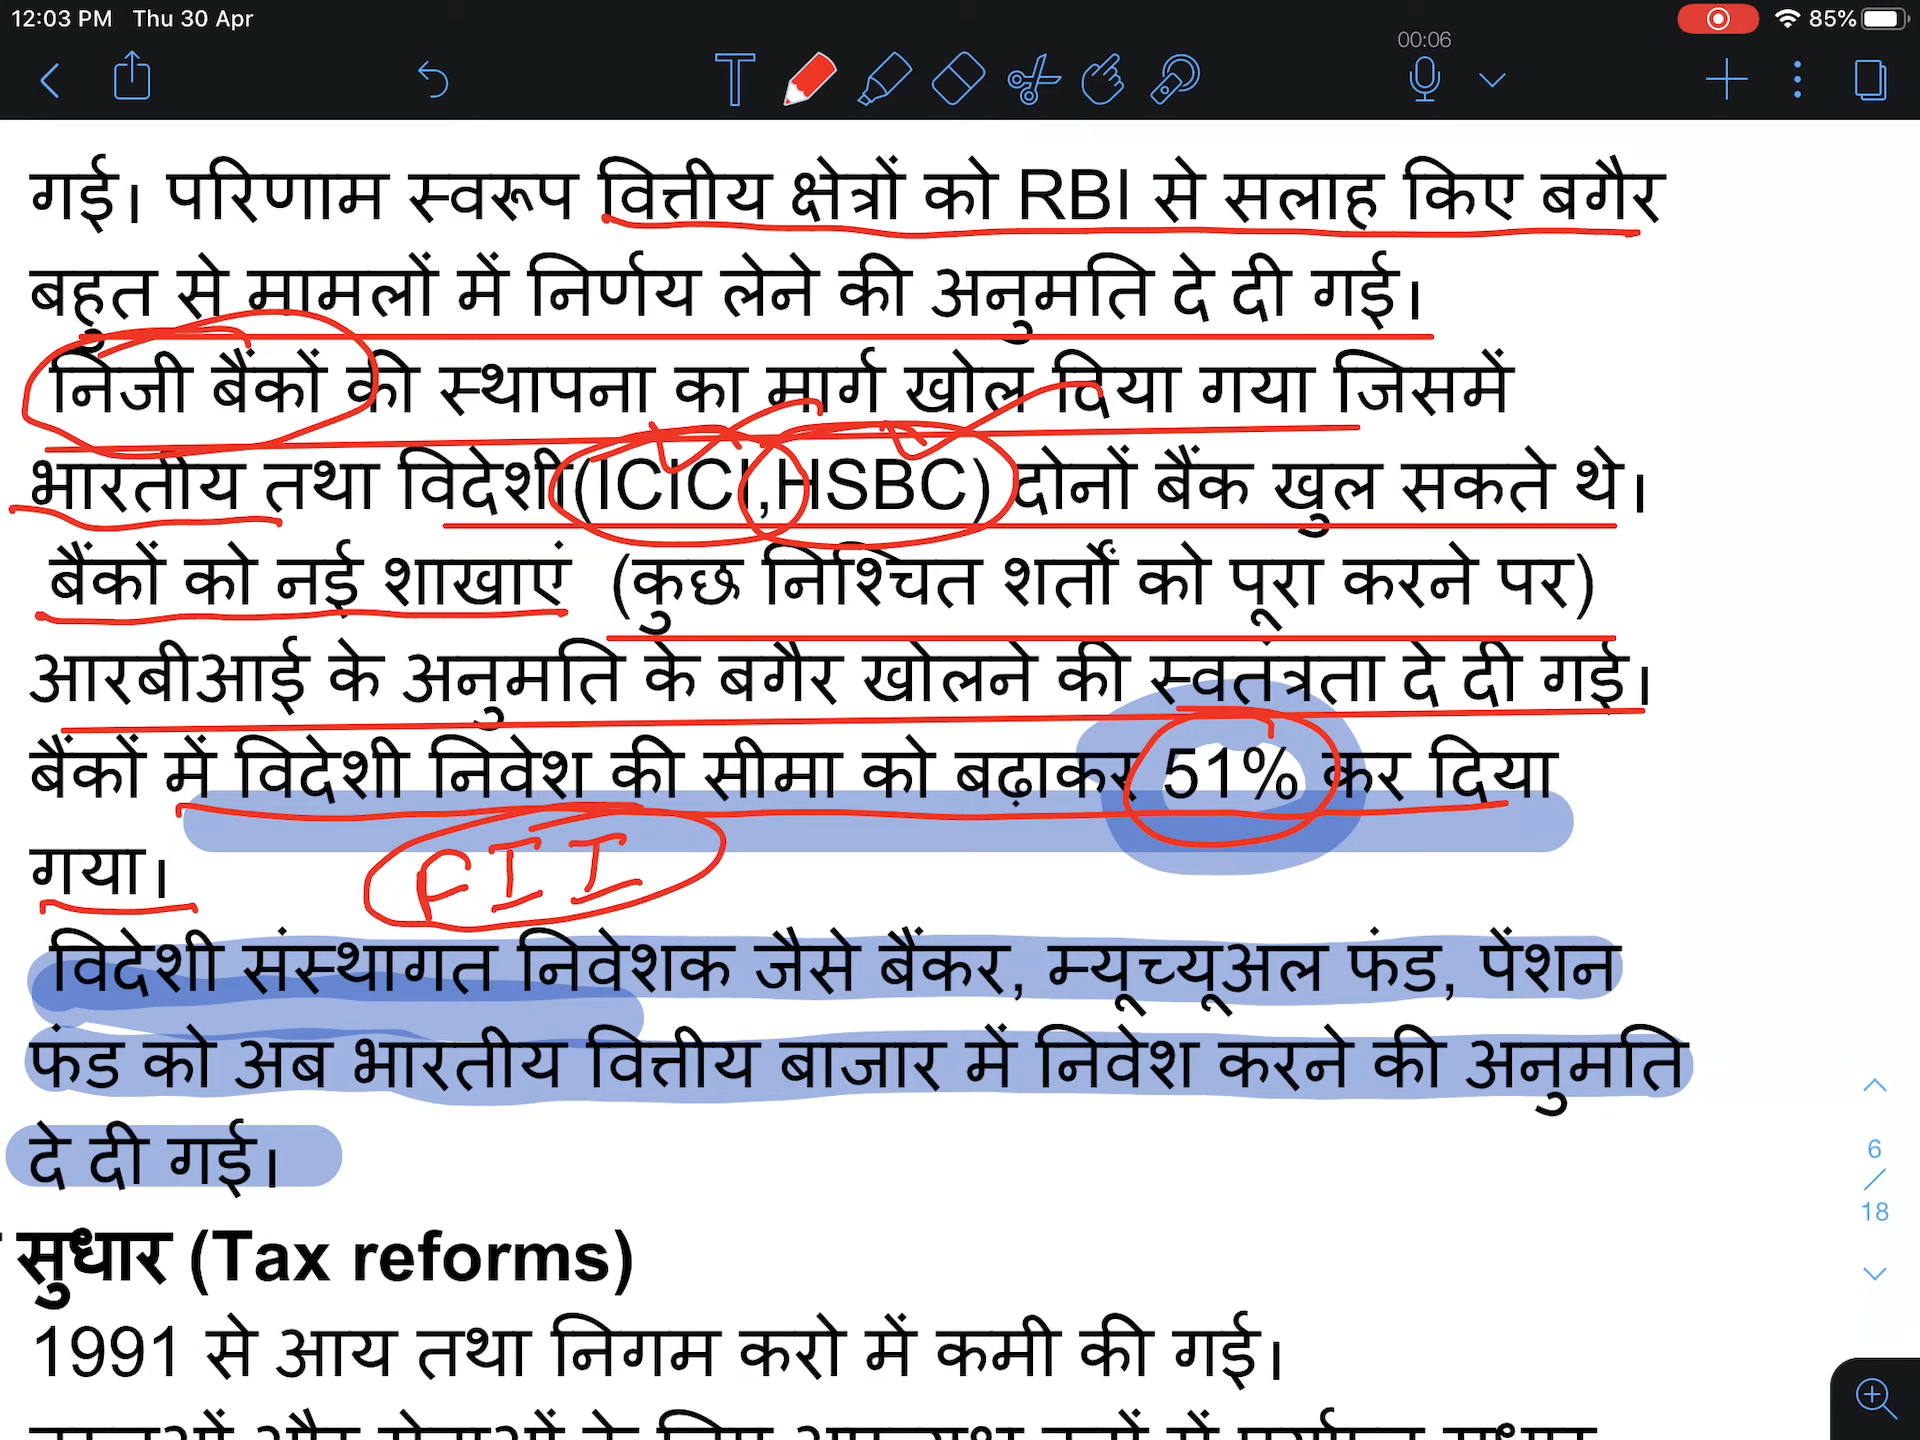 12:03 PM Thu 30 Apr
85%
00:06
गई। परिणाम स्वरूप वित्तीय क्षेत्रों को RBI से सलाह किए बगैर
बहुत से मामलों में निर्णय लेने की अनुमति दे दी गई।
निजी बैंकों की स्थापना का मार्ग खोल दिया गया जिसमें
भारतीय तथा विदेशी(ICICI,HSBC) दोनों बैंक खुल सकते थे।
बैंकों को नई शाखाएं (कुछ निश्चित शर्तों को पूरा करने पर)
आरबीआई के अनुमति के बगैर खोलने की स्वतंत्रता दे दी गई।
बैंकों में विदेशी निवेश की सीमा को बढ़ाकर 51% कर दिया
गया।
FII
विदेशी संस्थागत निवेशक जैसे बैंकर, म्यूच्यूअल फंड, पेंशन
फंड को अब भारतीय वित्तीय बाजार में निवेश करने की अनुमति
दे दी गई।
6
/
18
सुधार (Tax reforms)
1991 से आय तथा निगम करो में कमी की गई।